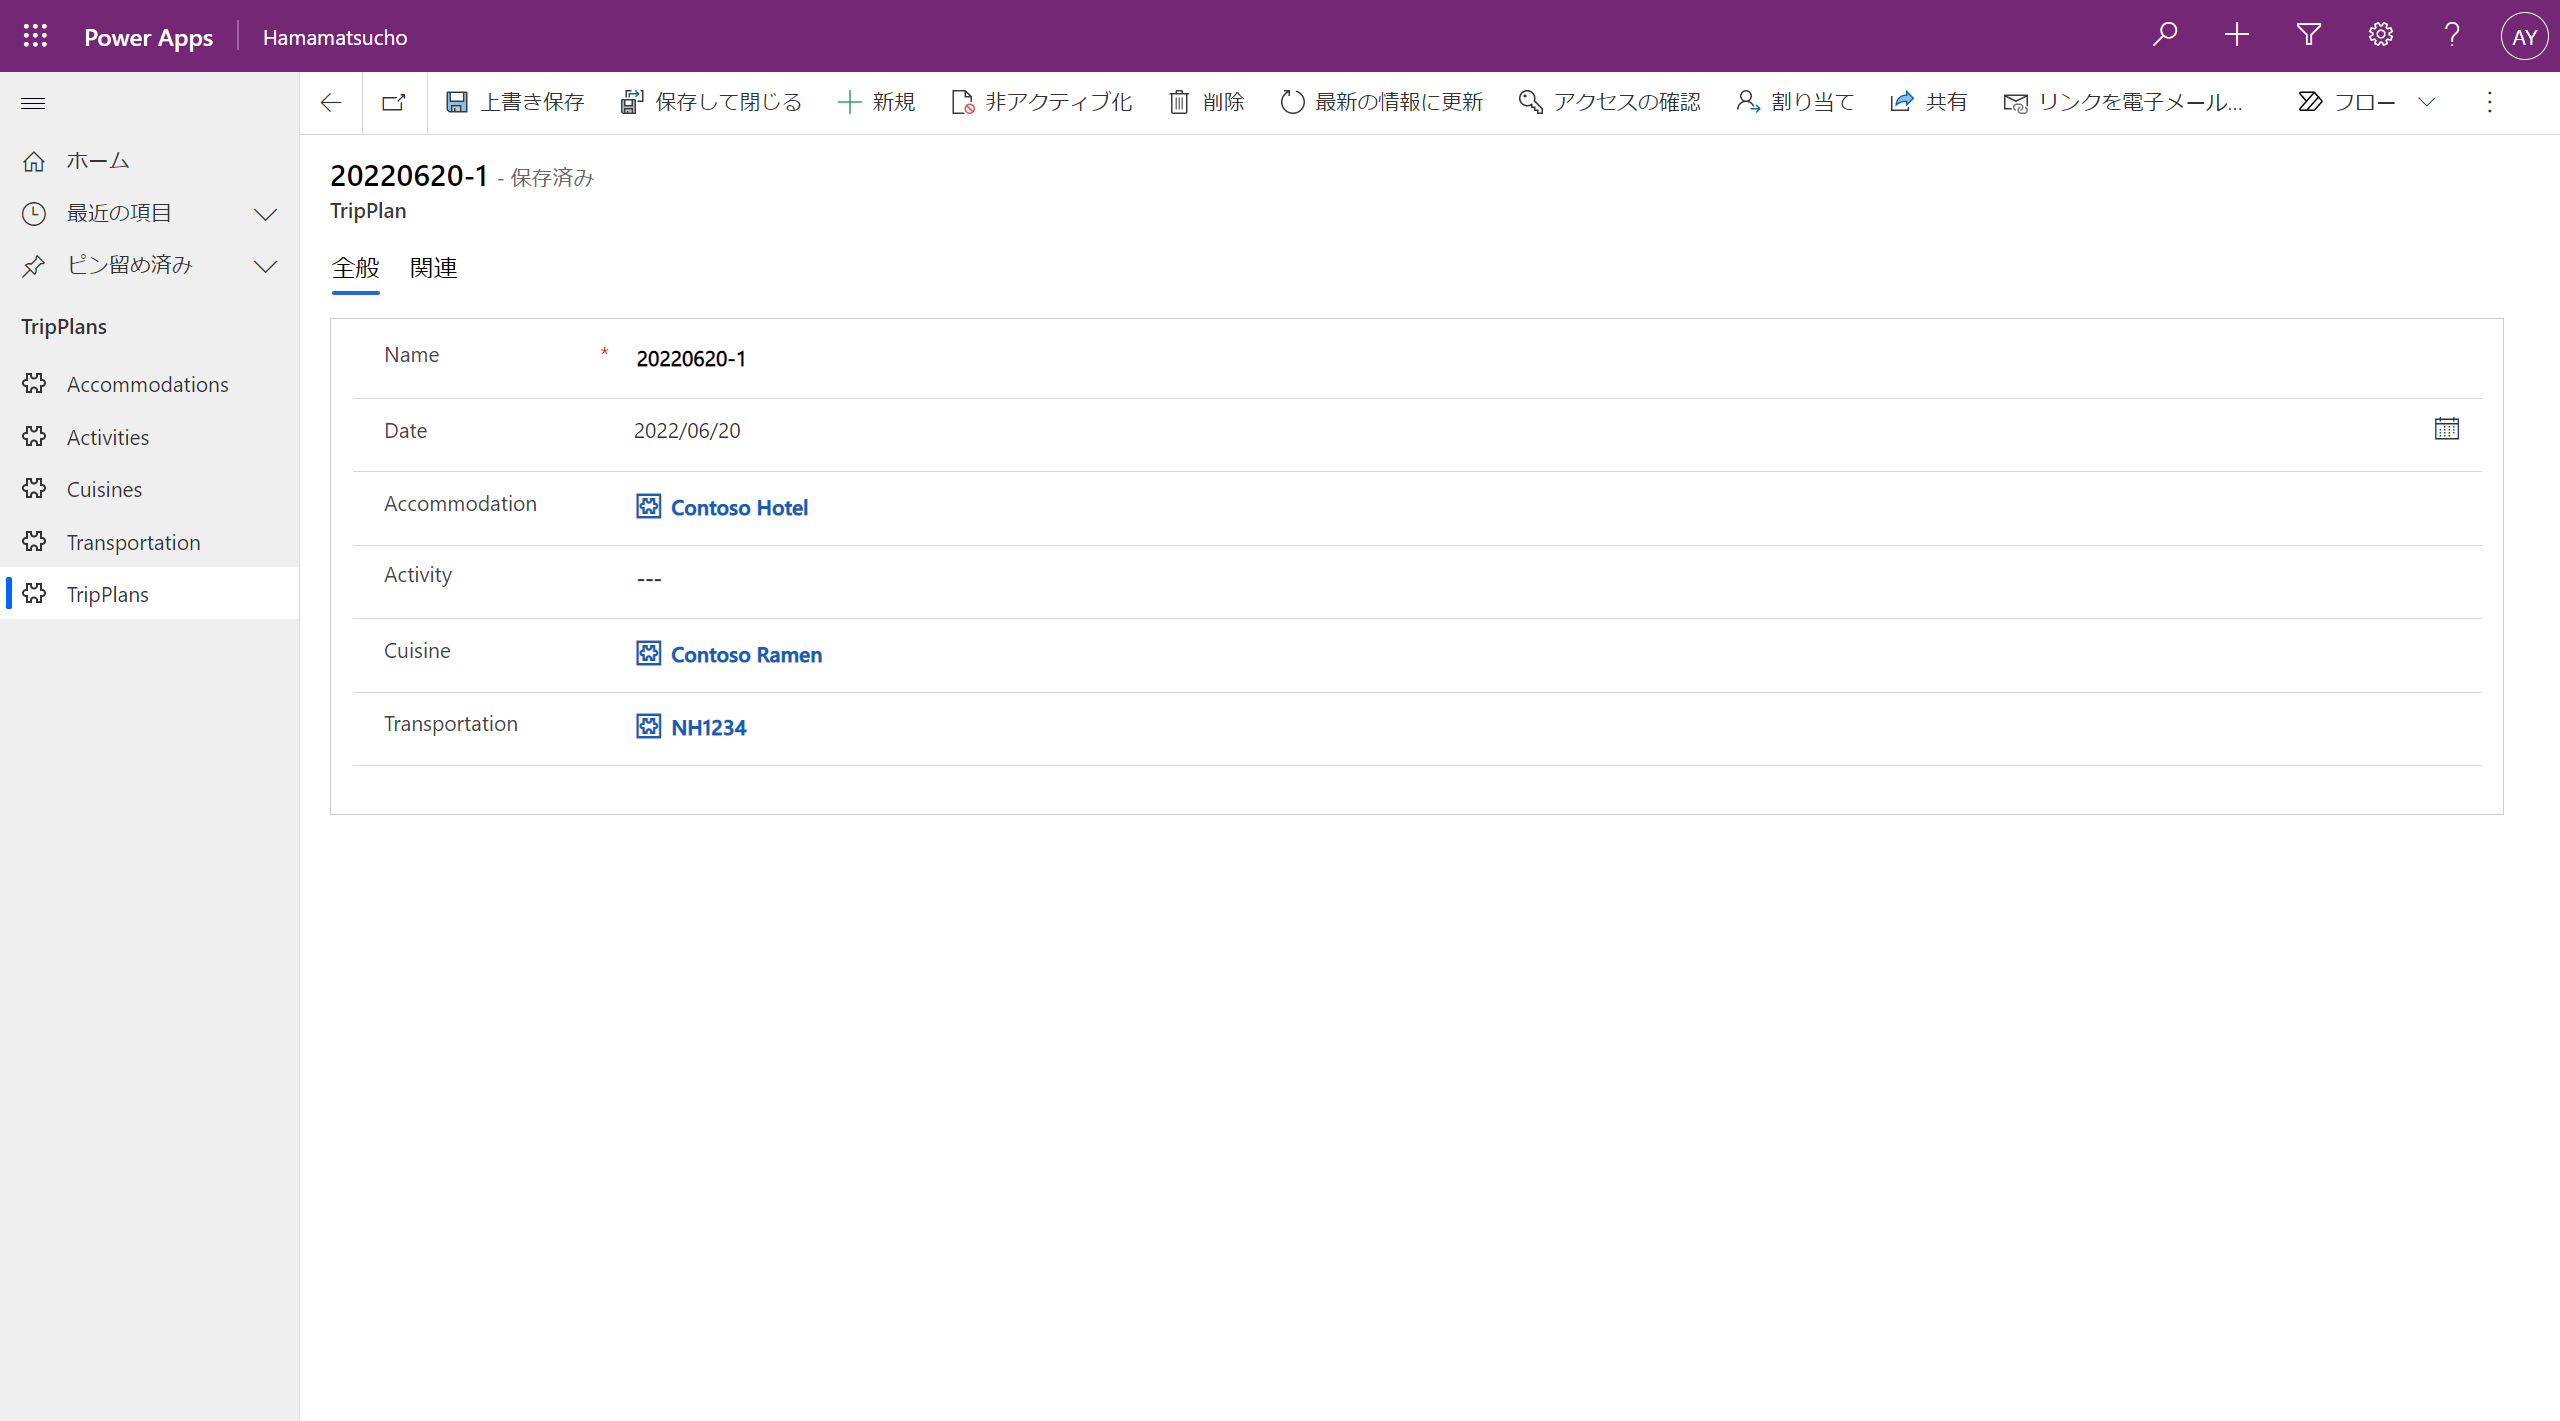 Power Apps Hamamatsucho AY
上書き保存 保存して閉じる 新規 非アクティブ化 削除 最新の情報に更新 アクセスの確認 割り当て 共有 リンクを電子メール... フロー
ホーム
最近の項目
ピン留め済み
TripPlans
Accommodations
Activities
Cuisines
Transportation
TripPlans
20220620-1 - 保存済み
TripPlan
全般 関連
Name * 20220620-1
Date 2022/06/20
Accommodation Contoso Hotel
Activity ---
Cuisine Contoso Ramen
Transportation NH1234